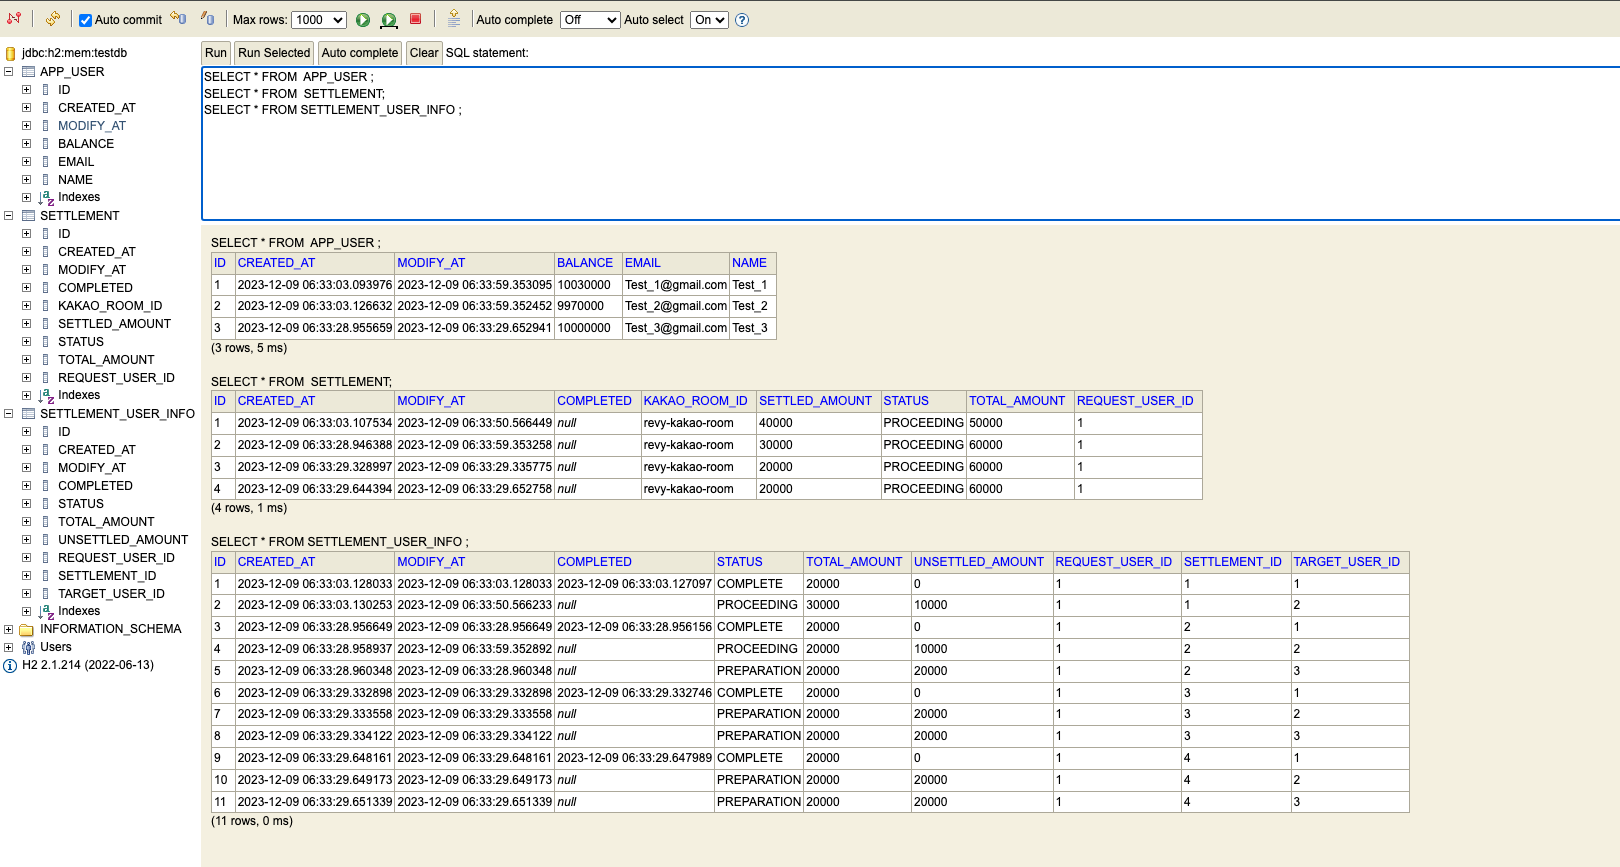 Auto commit Max rows: 1000 Auto complete Off Auto select On
jdbc:h2:mem:testdb
APP_USER
ID
CREATED_AT
MODIFY_AT
BALANCE
EMAIL
NAME
Indexes
SETTLEMENT
ID
CREATED_AT
MODIFY_AT
COMPLETED
KAKAO_ROOM_ID
SETTLED_AMOUNT
STATUS
TOTAL_AMOUNT
REQUEST_USER_ID
Indexes
SETTLEMENT_USER_INFO
ID
CREATED_AT
MODIFY_AT
COMPLETED
STATUS
TOTAL_AMOUNT
UNSETTLED_AMOUNT
REQUEST_USER_ID
SETTLEMENT_ID
TARGET_USER_ID
Indexes
INFORMATION_SCHEMA
Users
H2 2.1.214 (2022-06-13)
Run Run Selected Auto complete Clear SQL statement:
SELECT * FROM  APP_USER ;
SELECT * FROM  SETTLEMENT;
SELECT * FROM SETTLEMENT_USER_INFO ;
SELECT * FROM  APP_USER ;
ID CREATED_AT MODIFY_AT BALANCE EMAIL NAME
1 2023-12-09 06:33:03.093976 2023-12-09 06:33:59.353095 10030000 Test_1@gmail.com Test_1
2 2023-12-09 06:33:03.126632 2023-12-09 06:33:59.352452 9970000 Test_2@gmail.com Test_2
3 2023-12-09 06:33:28.955659 2023-12-09 06:33:29.652941 10000000 Test_3@gmail.com Test_3
(3 rows, 5 ms)
SELECT * FROM  SETTLEMENT;
ID CREATED_AT MODIFY_AT COMPLETED KAKAO_ROOM_ID SETTLED_AMOUNT STATUS TOTAL_AMOUNT REQUEST_USER_ID
1 2023-12-09 06:33:03.107534 2023-12-09 06:33:50.566449 null revy-kakao-room 40000 PROCEEDING 50000 1
2 2023-12-09 06:33:28.946388 2023-12-09 06:33:59.353258 null revy-kakao-room 30000 PROCEEDING 60000 1
3 2023-12-09 06:33:29.328997 2023-12-09 06:33:29.335775 null revy-kakao-room 20000 PROCEEDING 60000 1
4 2023-12-09 06:33:29.644394 2023-12-09 06:33:29.652758 null revy-kakao-room 20000 PROCEEDING 60000 1
(4 rows, 1 ms)
SELECT * FROM SETTLEMENT_USER_INFO ;
ID CREATED_AT MODIFY_AT COMPLETED STATUS TOTAL_AMOUNT UNSETTLED_AMOUNT REQUEST_USER_ID SETTLEMENT_ID TARGET_USER_ID
1 2023-12-09 06:33:03.128033 2023-12-09 06:33:03.128033 2023-12-09 06:33:03.127097 COMPLETE 20000 0 1 1 1
2 2023-12-09 06:33:03.130253 2023-12-09 06:33:50.566233 null PROCEEDING 30000 10000 1 1 2
3 2023-12-09 06:33:28.956649 2023-12-09 06:33:28.956649 2023-12-09 06:33:28.956156 COMPLETE 20000 0 1 2 1
4 2023-12-09 06:33:28.958937 2023-12-09 06:33:59.352892 null PROCEEDING 20000 10000 1 2 2
5 2023-12-09 06:33:28.960348 2023-12-09 06:33:28.960348 null PREPARATION 20000 20000 1 2 3
6 2023-12-09 06:33:29.332898 2023-12-09 06:33:29.332898 2023-12-09 06:33:29.332746 COMPLETE 20000 0 1 3 1
7 2023-12-09 06:33:29.333558 2023-12-09 06:33:29.333558 null PREPARATION 20000 20000 1 3 2
8 2023-12-09 06:33:29.334122 2023-12-09 06:33:29.334122 null PREPARATION 20000 20000 1 3 3
9 2023-12-09 06:33:29.648161 2023-12-09 06:33:29.648161 2023-12-09 06:33:29.647989 COMPLETE 20000 0 1 4 1
10 2023-12-09 06:33:29.649173 2023-12-09 06:33:29.649173 null PREPARATION 20000 20000 1 4 2
11 2023-12-09 06:33:29.651339 2023-12-09 06:33:29.651339 null PREPARATION 20000 20000 1 4 3
(11 rows, 0 ms)